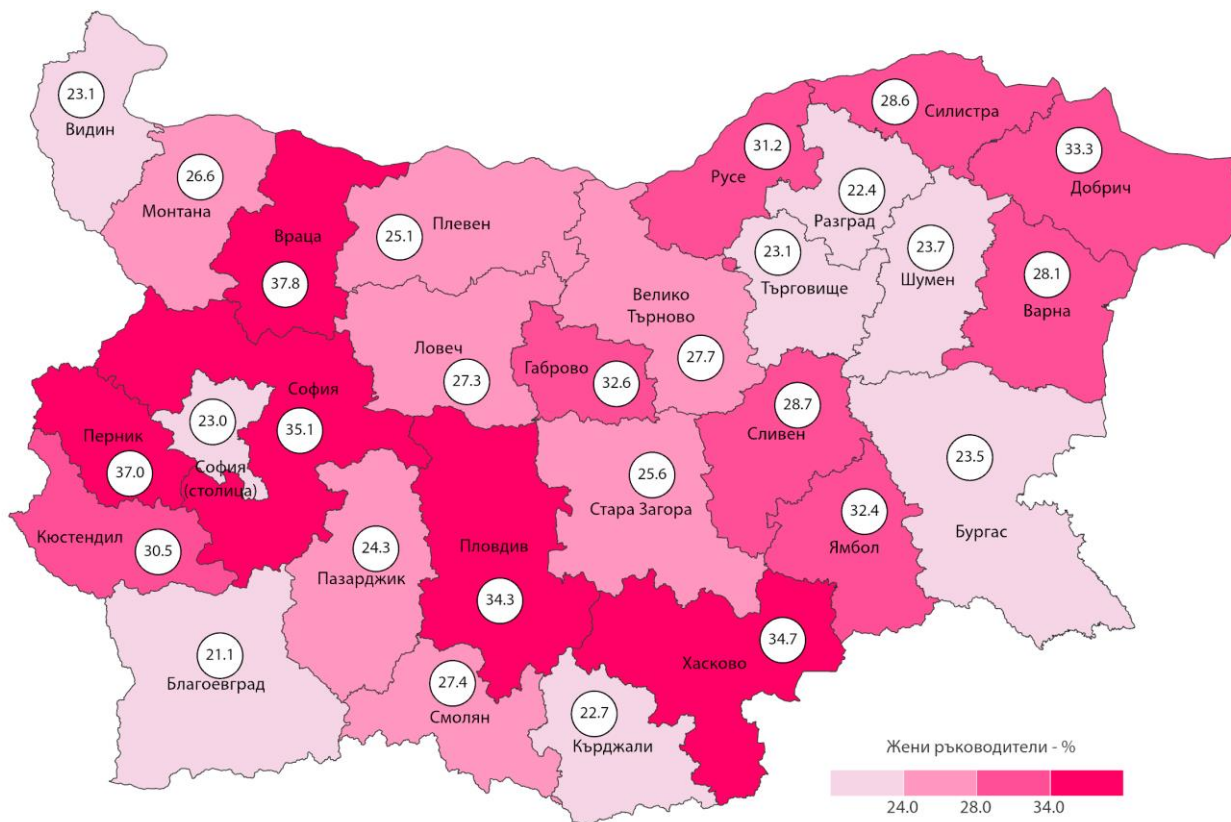 23.1
Видин
26.6
Монтана
Враца
37.8
25.1
Плевен
28.6
Силистра
31.2
Русе
33.3
Добрич
22.4
Разград
23.1
Търговище
23.7
Шумен
28.1
Варна
Велико
Търново
27.7
Ловеч
27.3
Габрово
32.6
София
35.1
23.0
София
(столица)
Перник
37.0
Кюстендил
30.5
28.7
Сливен
25.6
Стара Загора
23.5
Бургас
32.4
Ямбол
24.3
Пазарджик
Пловдив
34.3
34.7
Хасково
21.1
Благоевград
27.4
Смолян
22.7
Кърджали
Жени ръководители - %
24.0 28.0 34.0